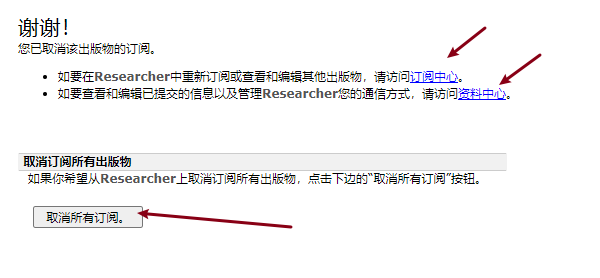 谢谢！
您已取消该出版物的订阅。
如要在Researcher中重新订阅或查看和编辑其他出版物，请访问订阅中心。
如要查看和编辑已提交的信息以及管理Researcher您的通信方式，请访问资料中心。
取消订阅所有出版物
如果你希望从Researcher上取消订阅所有出版物，点击下边的“取消所有订阅”按钮。
取消所有订阅。